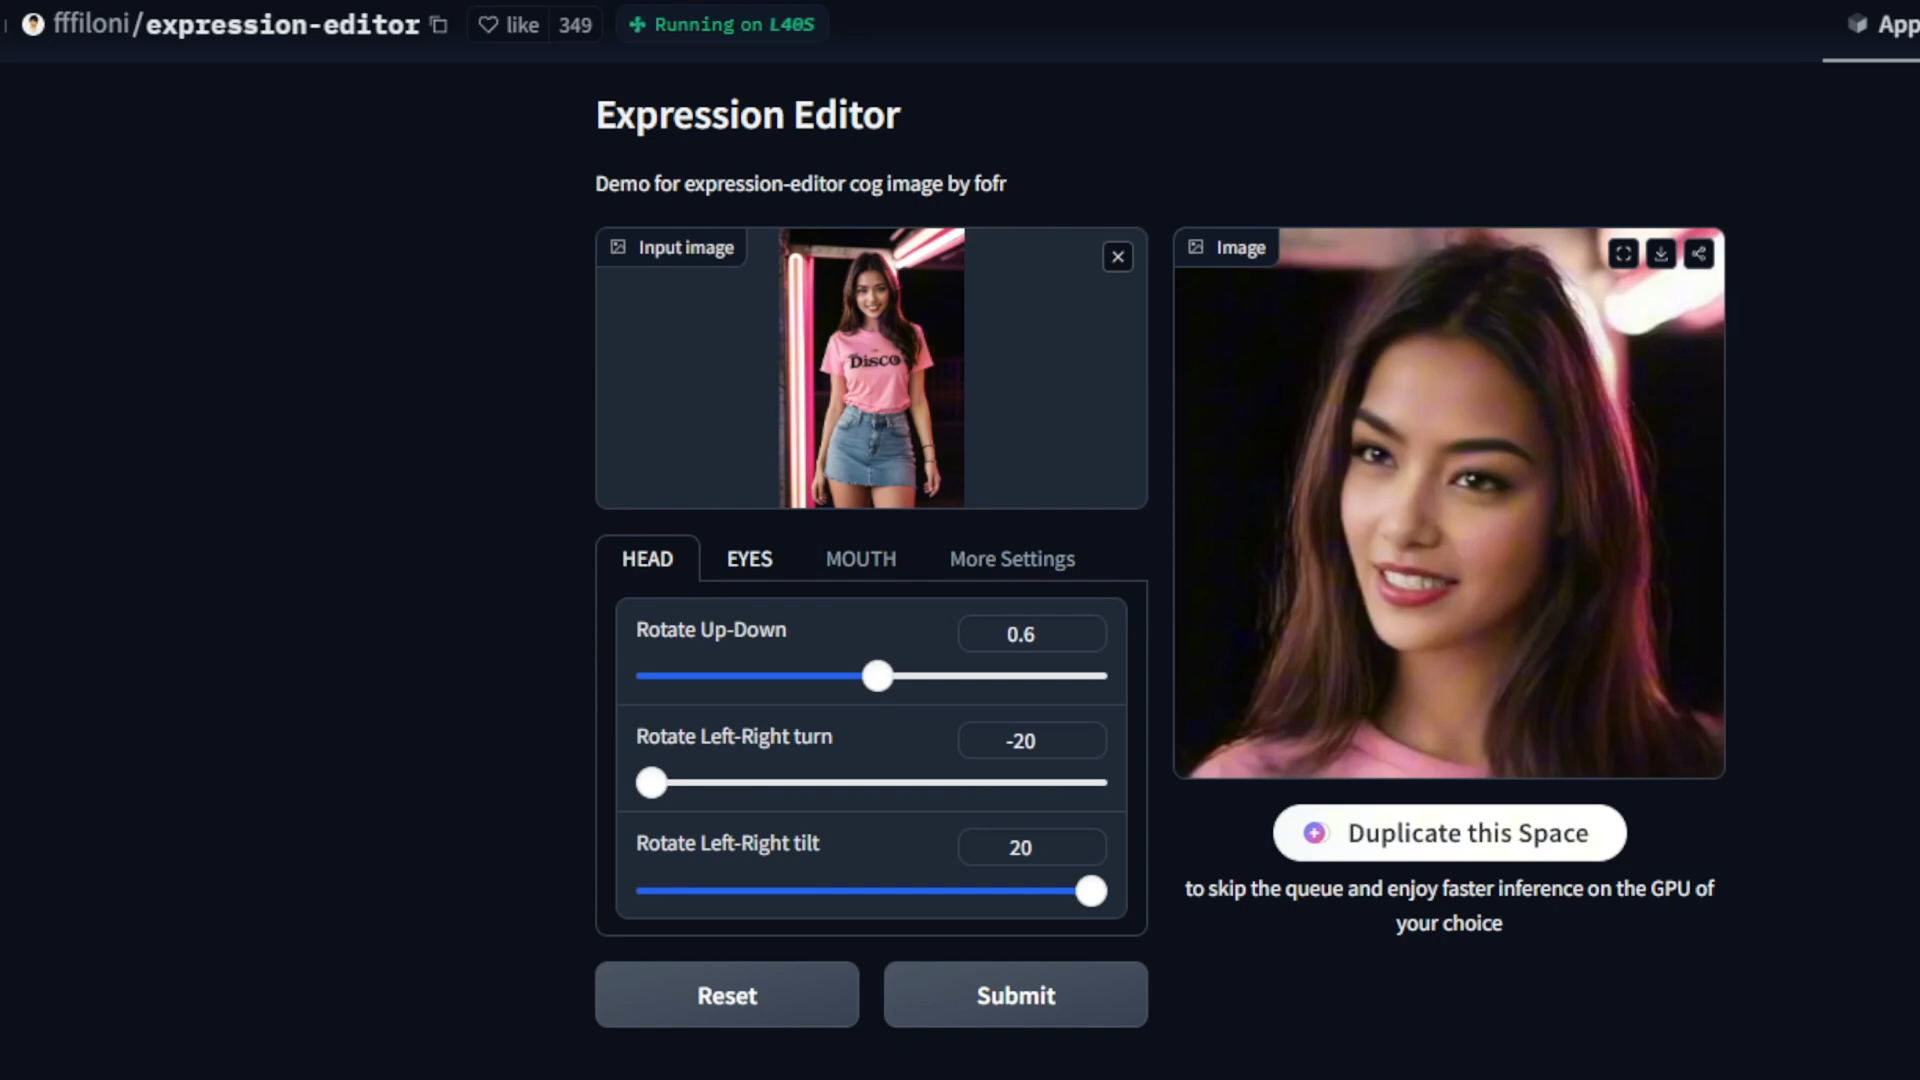 fffiloni/expression-editor like 349 Running on L40S App
Expression Editor
Demo for expression-editor cog image by fofr
Input image
Disco
Image
HEAD EYES MOUTH More Settings
Rotate Up-Down 0.6
Rotate Left-Right turn -20
Rotate Left-Right tilt 20
Reset Submit
Duplicate this Space
to skip the queue and enjoy faster inference on the GPU of
your choice